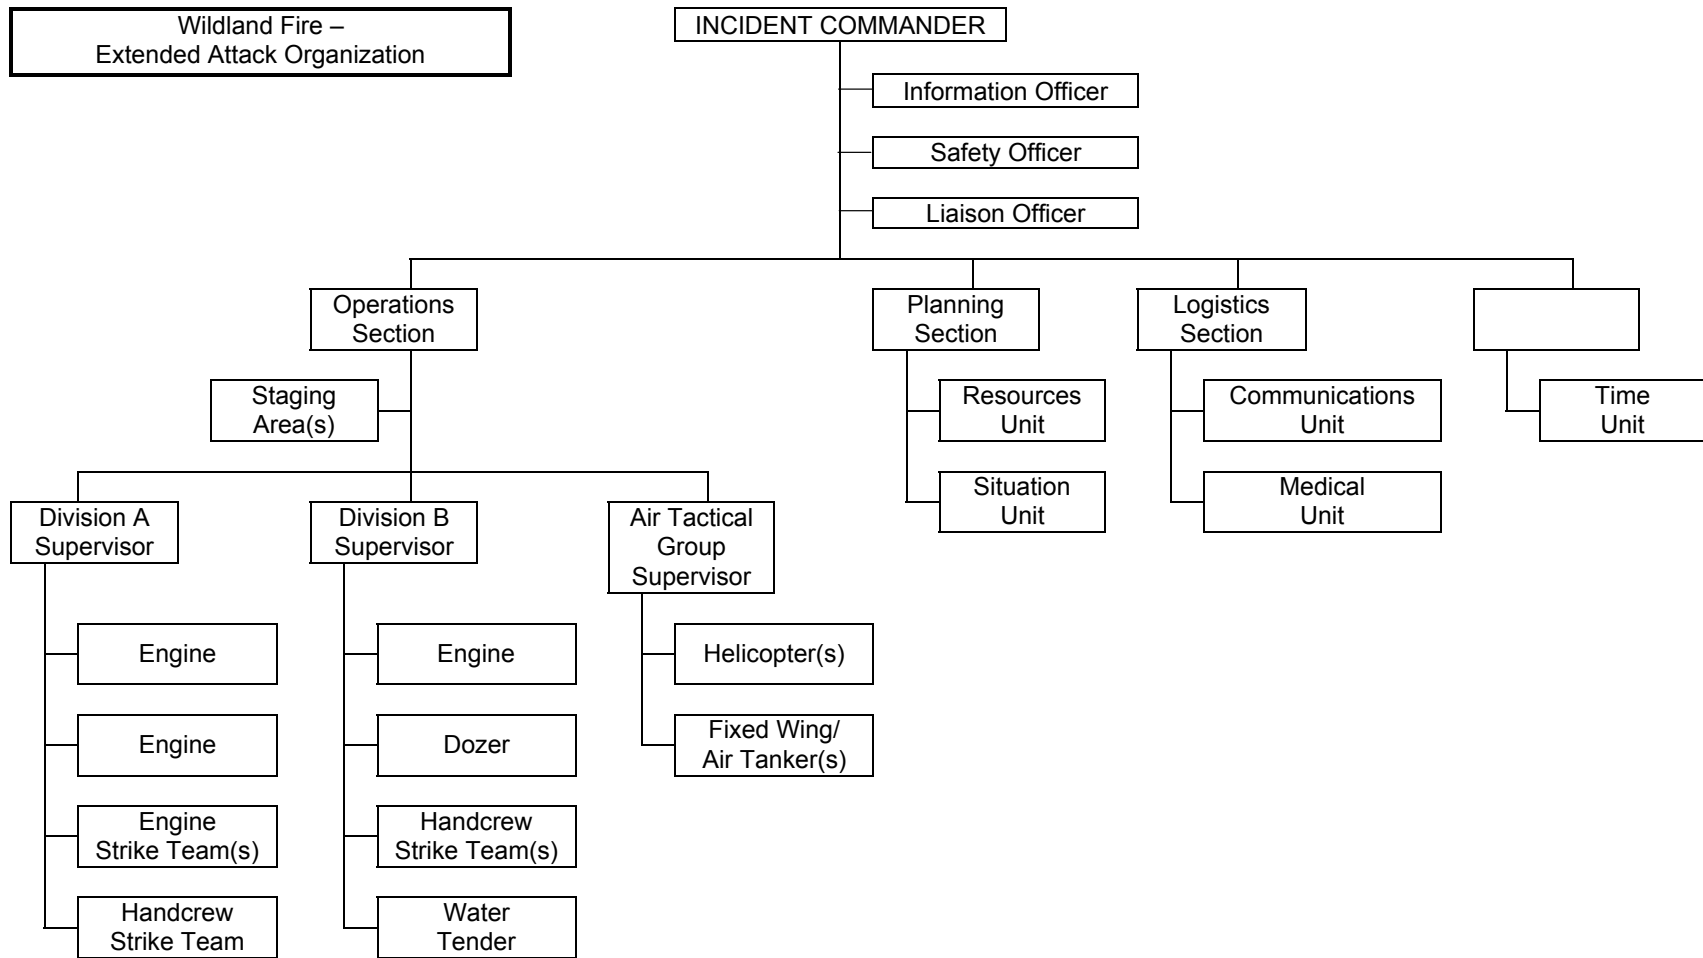 Wildland Fire –
Extended Attack Organization
INCIDENT COMMANDER
Information Officer
Safety Officer
Liaison Officer
Operations
Section
Planning
Section
Logistics
Section
Staging
Area(s)
Resources
Unit
Communications
Unit
Time
Unit
Situation
Unit
Medical
Unit
Division A
Supervisor
Division B
Supervisor
Air Tactical
Group
Supervisor
Engine
Engine
Helicopter(s)
Engine
Dozer
Fixed Wing/
Air Tanker(s)
Engine
Strike Team(s)
Handcrew
Strike Team(s)
Handcrew
Strike Team
Water
Tender